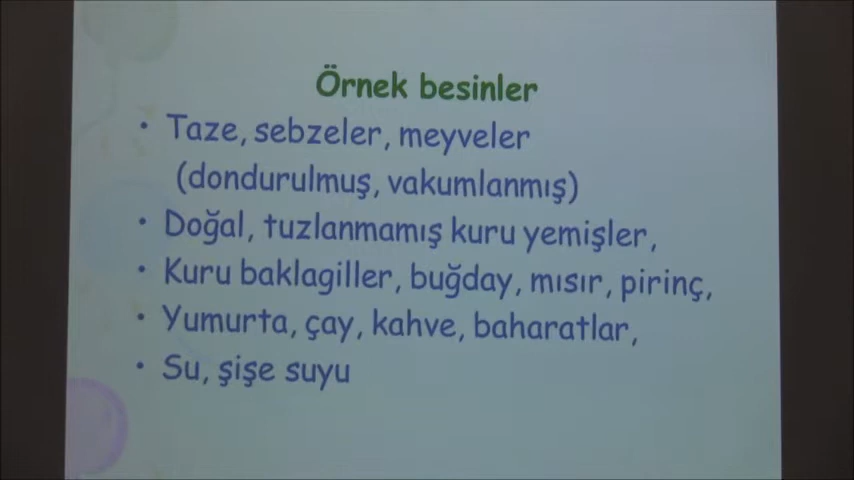 Örnek besinler
• Taze, sebzeler, meyveler
(dondurulmuş, vakumlanmış)
• Doğal, tuzlanmamış kuru yemişler,
• Kuru baklagiller, buğday, mısır, pirinç,
• Yumurta, çay, kahve, baharatlar,
• Su, şişe suyu